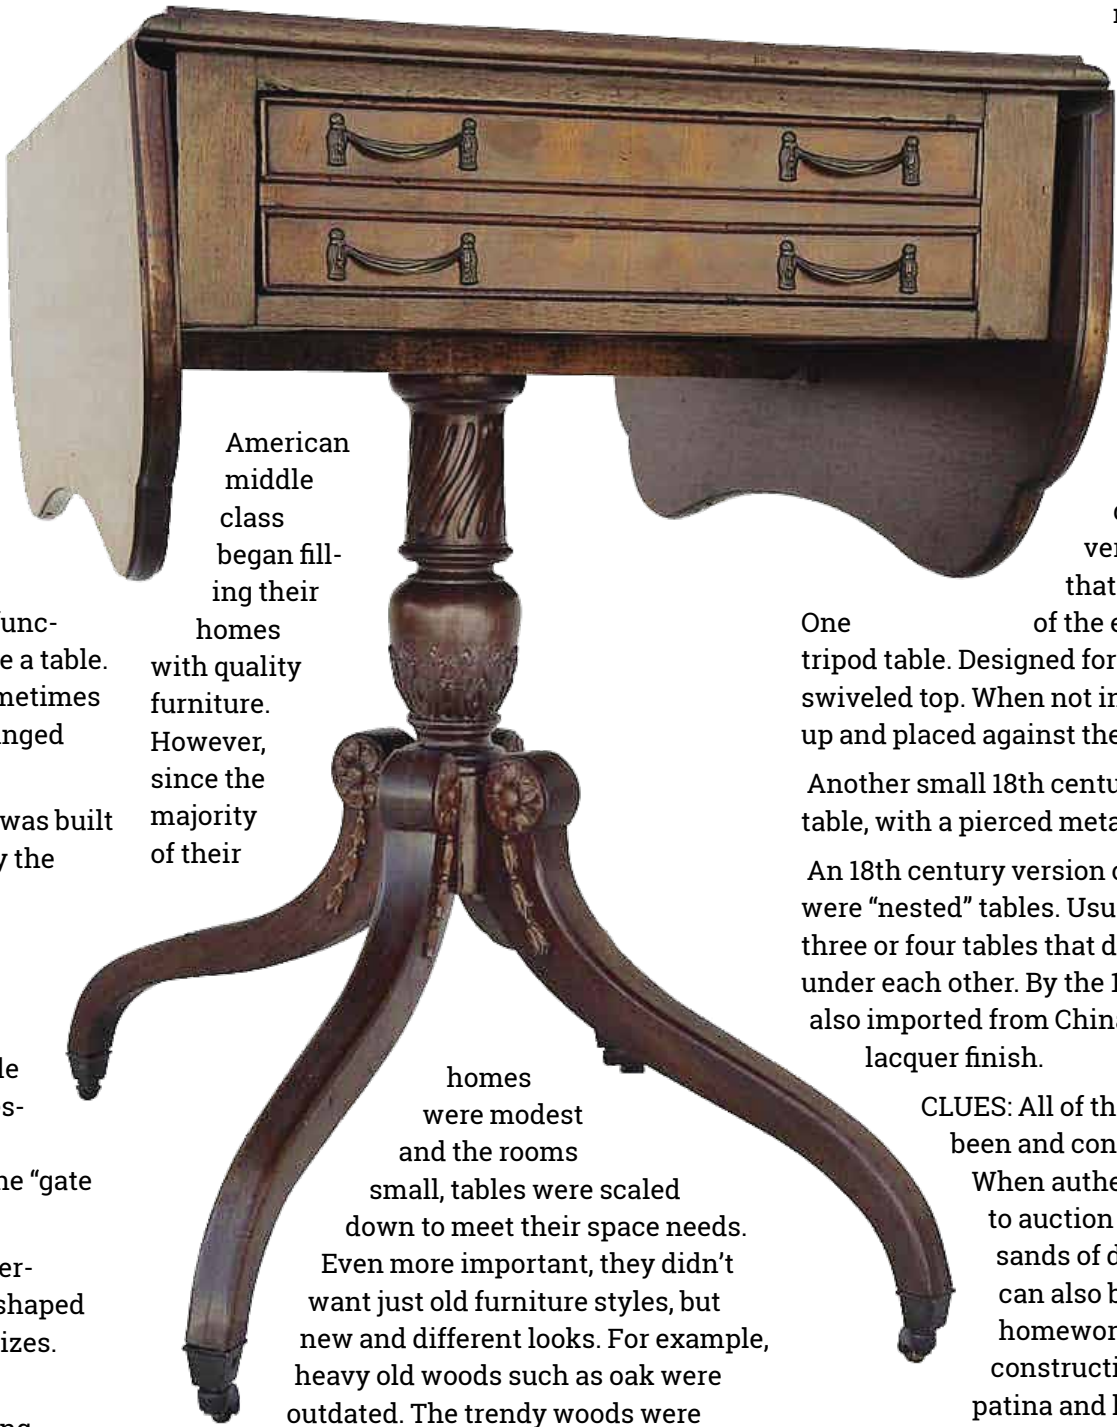 func-
e a table.
metimes
nged
was built
y the
le
s-
ne “gate
er-
shaped
izes.
American
middle
class
began fill-
ing their
homes
with quality
furniture.
However,
since the
majority
of their
homes
were modest
and the rooms
small, tables were scaled
down to meet their space needs.
Even more important, they didn’t
want just old furniture styles, but
new and different looks. For example,
heavy old woods such as oak were
outdated. The trendy woods were
ver
that
One of the e
tripod table. Designed for
swiveled top. When not in
up and placed against the
Another small 18th centu
table, with a pierced meta
An 18th century version o
were “nested” tables. Usu
three or four tables that d
under each other. By the 1
also imported from China
lacquer finish.
CLUES: All of th
been and con
When authe
to auction
sands of d
can also b
homewor
constructi
patina and